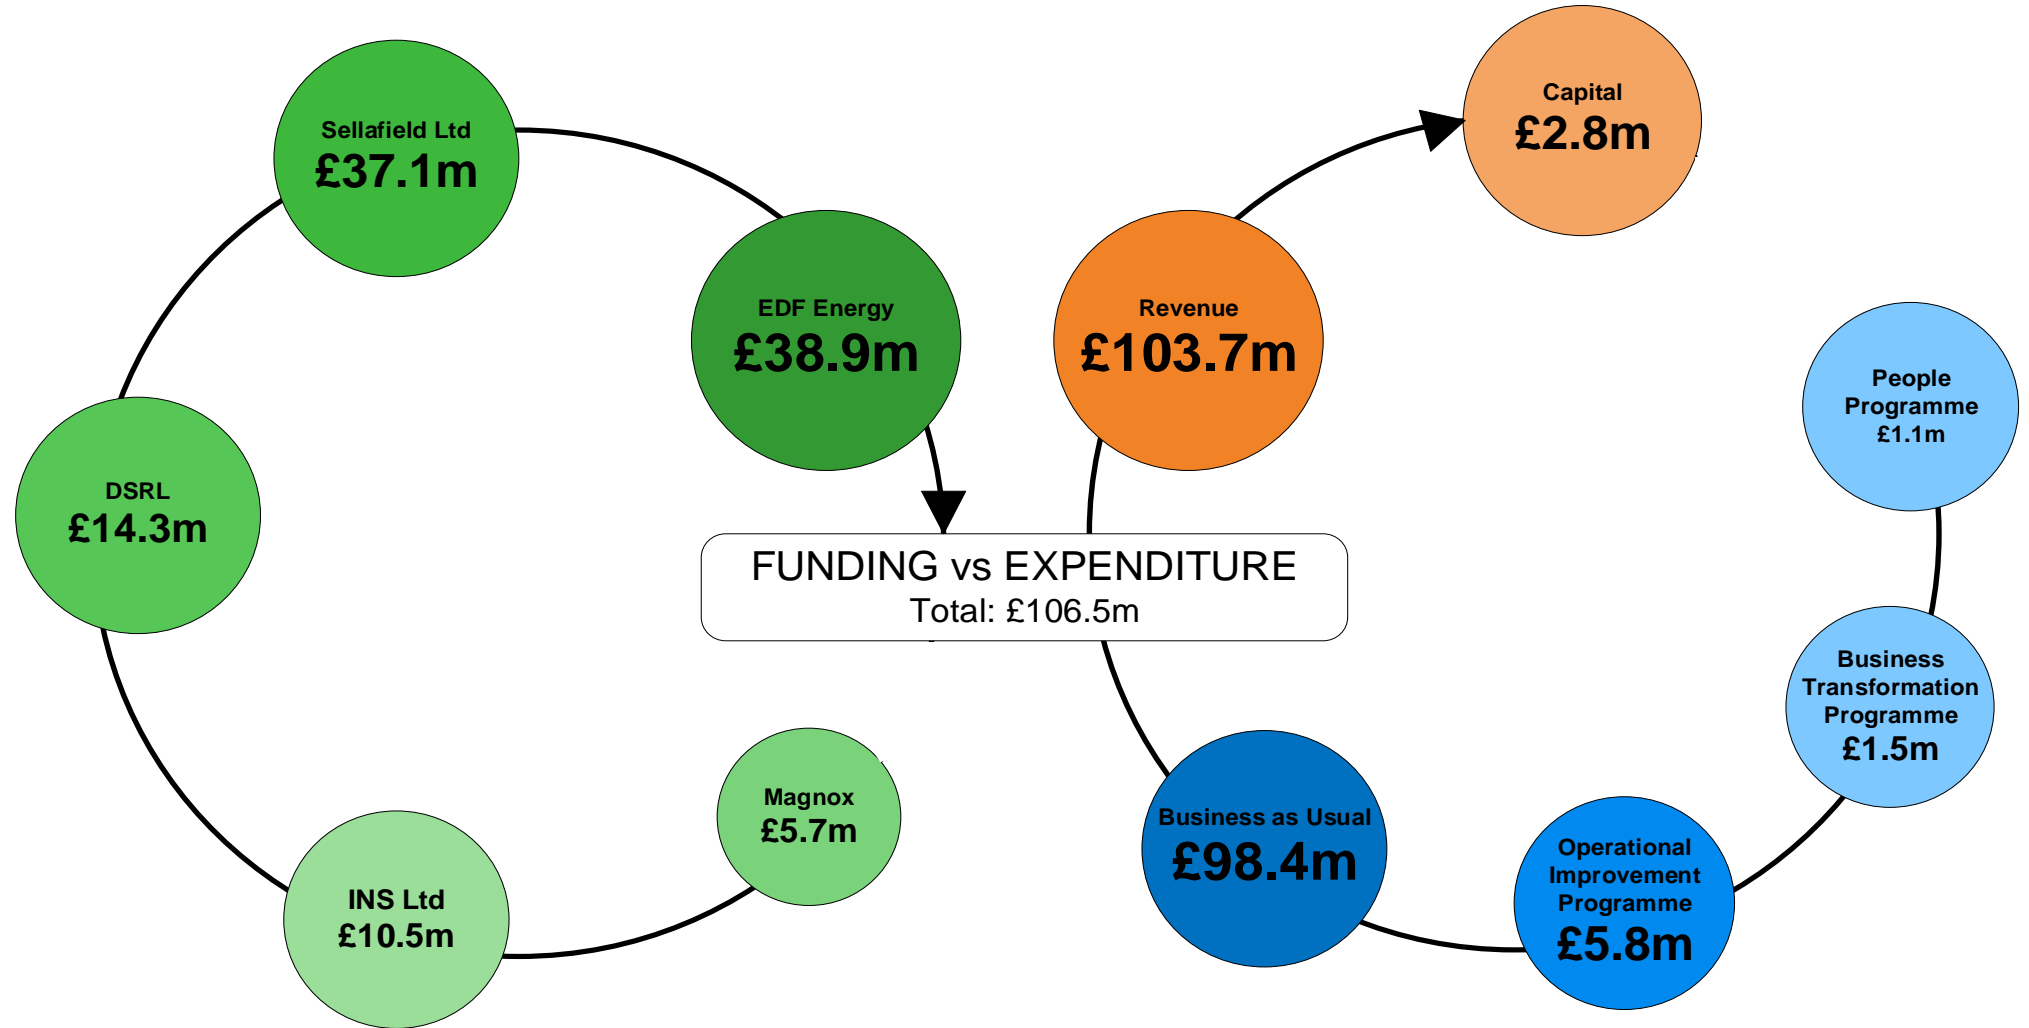 Capital
£2.8m
Sellafield Ltd
£37.1m
EDF Energy
£38.9m
Revenue
£103.7m
People
Programme
£1.1m
DSRL
£14.3m
FUNDING vs EXPENDITURE
Total: £106.5m
Business
Transformation
Programme
£1.5m
Magnox
£5.7m
Business as Usual
£98.4m
Operational
Improvement
Programme
£5.8m
INS Ltd
£10.5m